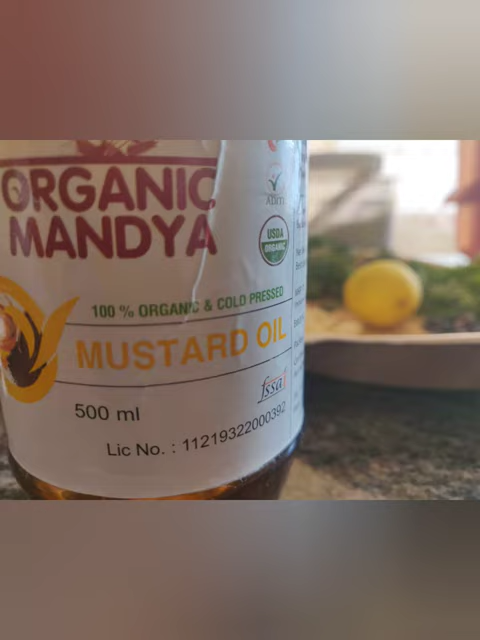 ORGANIC
MANDYA
USDA
ORGANIC
100 % ORGANIC & COLD PRESSED
MUSTARD OIL
fssai
500 ml
Lic No. : 11219322000392